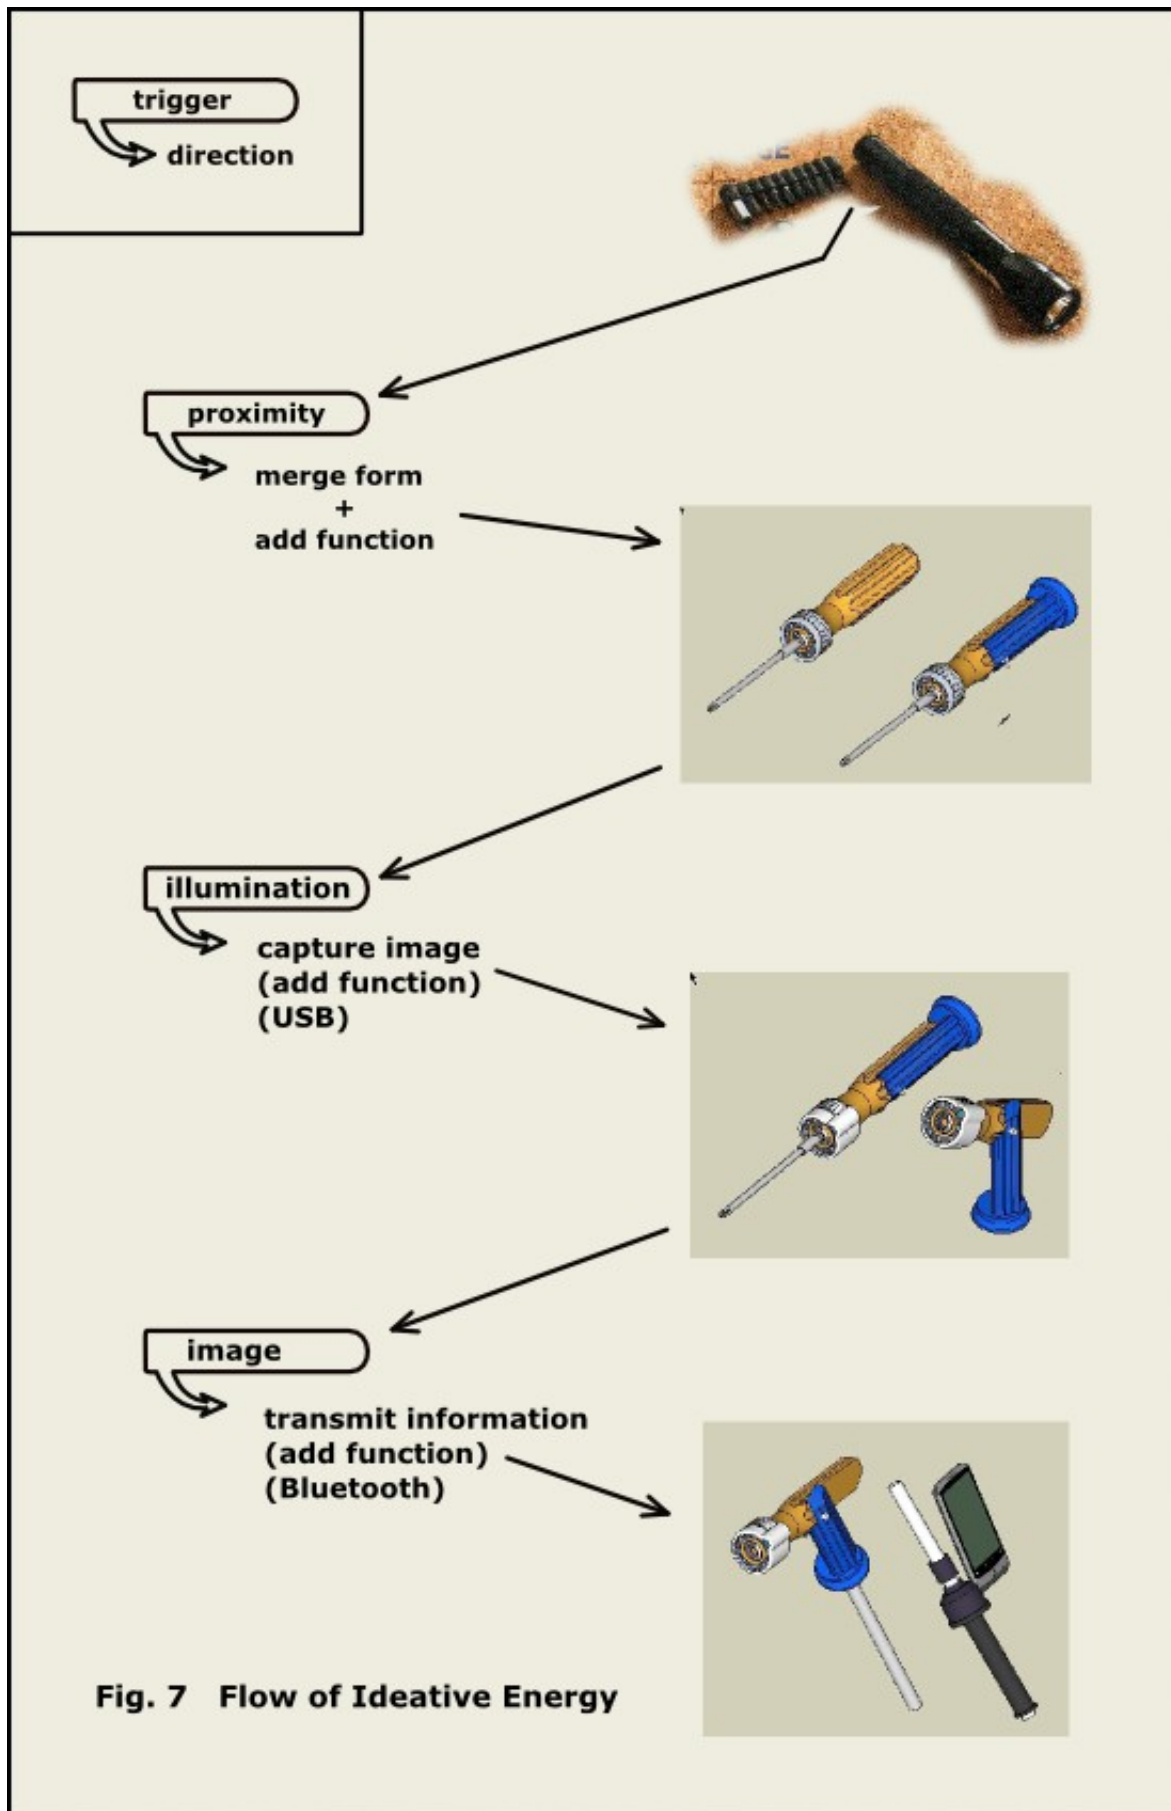 trigger
direction
proximity
merge form
+
add function
illumination
capture image
(add function)
(USB)
image
transmit information
(add function)
(Bluetooth)
Fig. 7 Flow of Ideative Energy